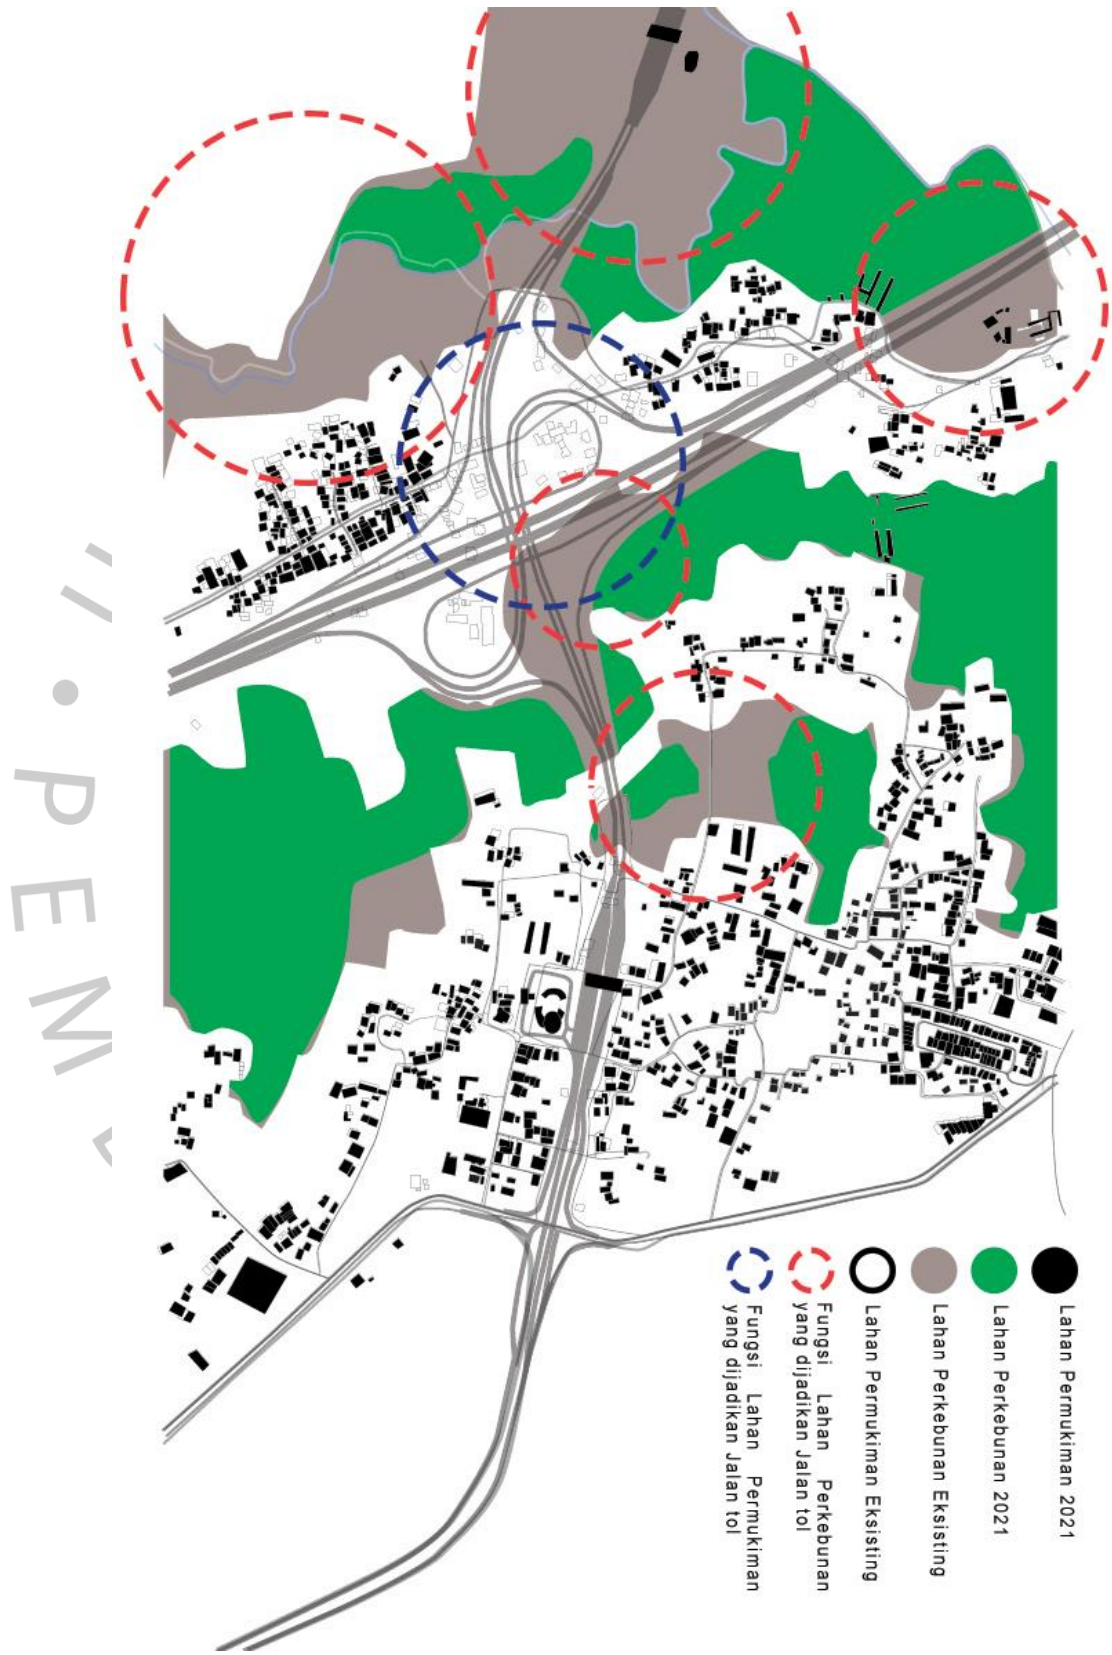 Lahan Permukiman 2021
Lahan Perkebunan 2021
Lahan Perkebunan Eksisting
Lahan Permukiman Eksisting
Fungsi Lahan Perkebunan
yang dijadikan Jalan tol
Fungsi Lahan Permukiman
yang dijadikan Jalan tol
PEM